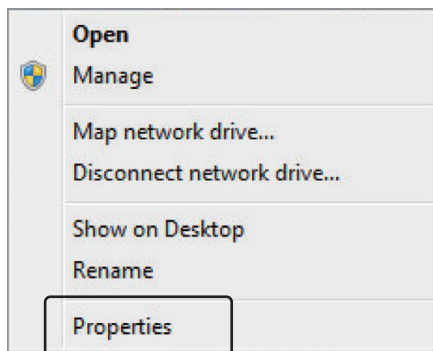 Open
Manage
Map network drive...
Disconnect network drive...
Show on Desktop
Rename
Properties